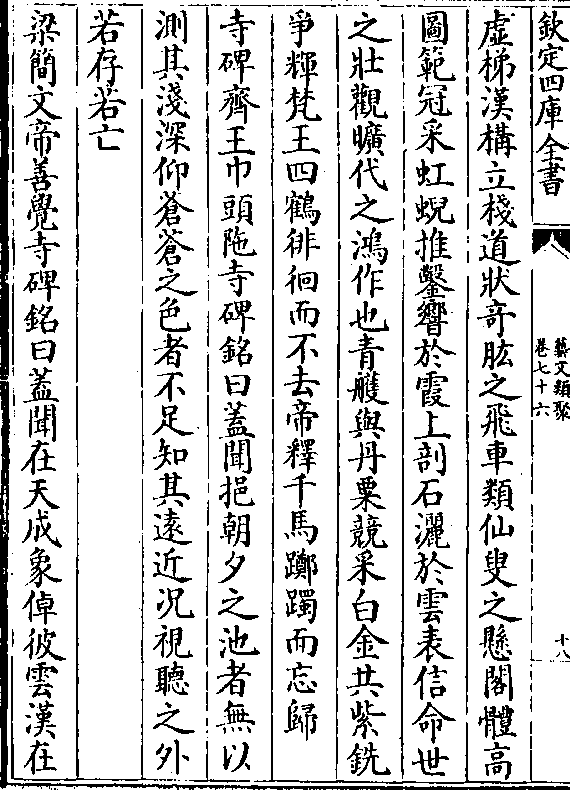 欽定四庫全書
藝文類聚
卷七十六
十八
虛梯漢構立棧道狀奇肱之飛車類仙叟之懸閣體高
圖範冠采虹蜺推鑿響於霞上剖石灑於雲表信命世
之壯觀曠代之鴻作也青雘與丹粟競采白金共紫銑
爭輝梵王四鶴徘徊而不去帝釋千馬躑躅而忘歸
寺碑齊王巾頭陁寺碑銘曰葢聞挹朝夕之池者無以
測其淺深仰蒼蒼之色者不足知其遠近况視聽之外
若存若亡
梁簡文帝善覺寺碑銘曰葢聞在天成象倬彼雲漢在